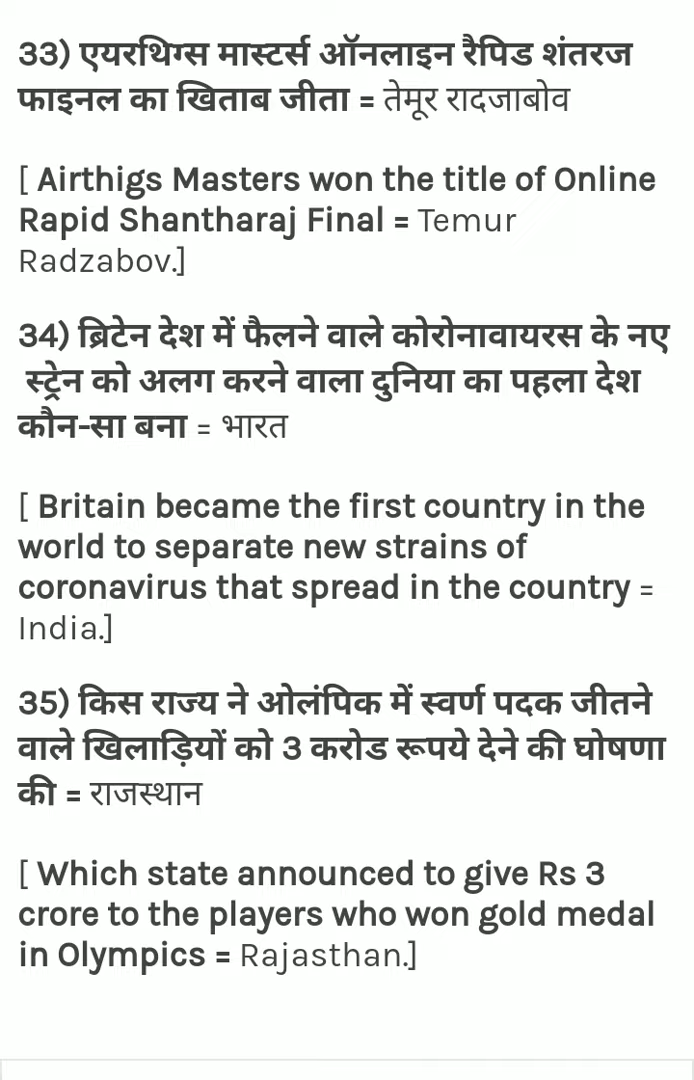 33) एयरथिग्स मास्टर्स ऑनलाइन रैपिड शंतरज
फाइनल का खिताब जीता = तेमूर रादजाबोव
[ Airthigs Masters won the title of Online
Rapid Shantharaj Final = Temur
Radzabov.]
34) ब्रिटेन देश में फैलने वाले कोरोनावायरस के नए
स्ट्रेन को अलग करने वाला दुनिया का पहला देश
कौन-सा बना = भारत
[ Britain became the first country in the
world to separate new strains of
coronavirus that spread in the country =
India.]
35) किस राज्य ने ओलंपिक में स्वर्ण पदक जीतने
वाले खिलाड़ियों को 3 करोड रूपये देने की घोषणा
की = राजस्थान
[ Which state announced to give Rs 3
crore to the players who won gold medal
in Olympics = Rajasthan.]